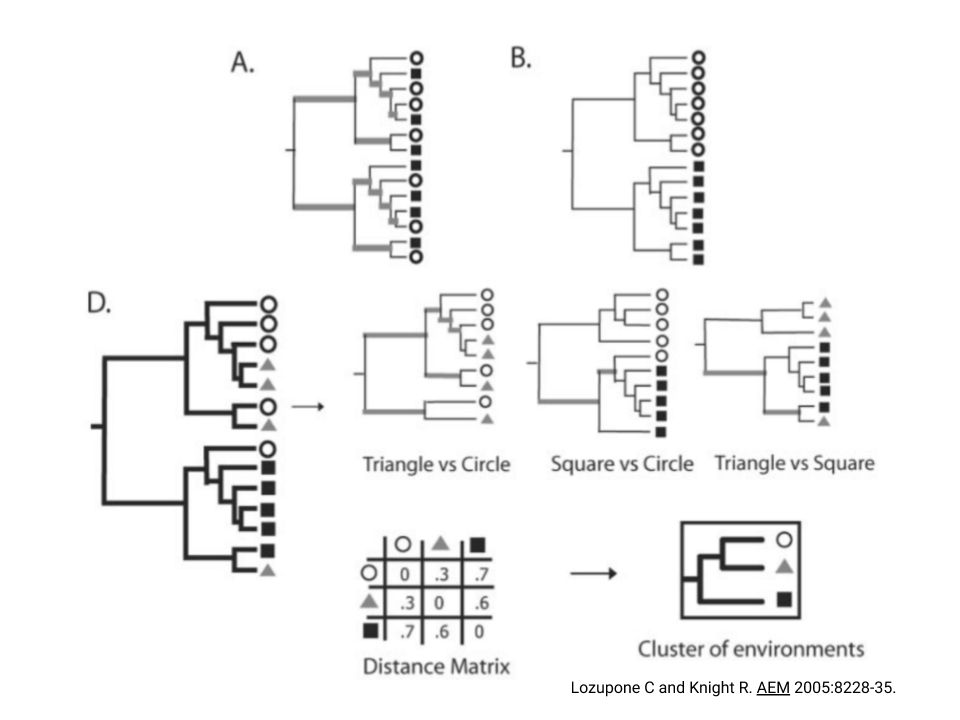 A.
B.
D.
Triangle vs Circle
Square vs Circle
Triangle vs Square
0 .3 .7
.3 0 .6
.7 .6 0
Distance Matrix
Cluster of environments
Lozupone C and Knight R. AEM 2005:8228-35.